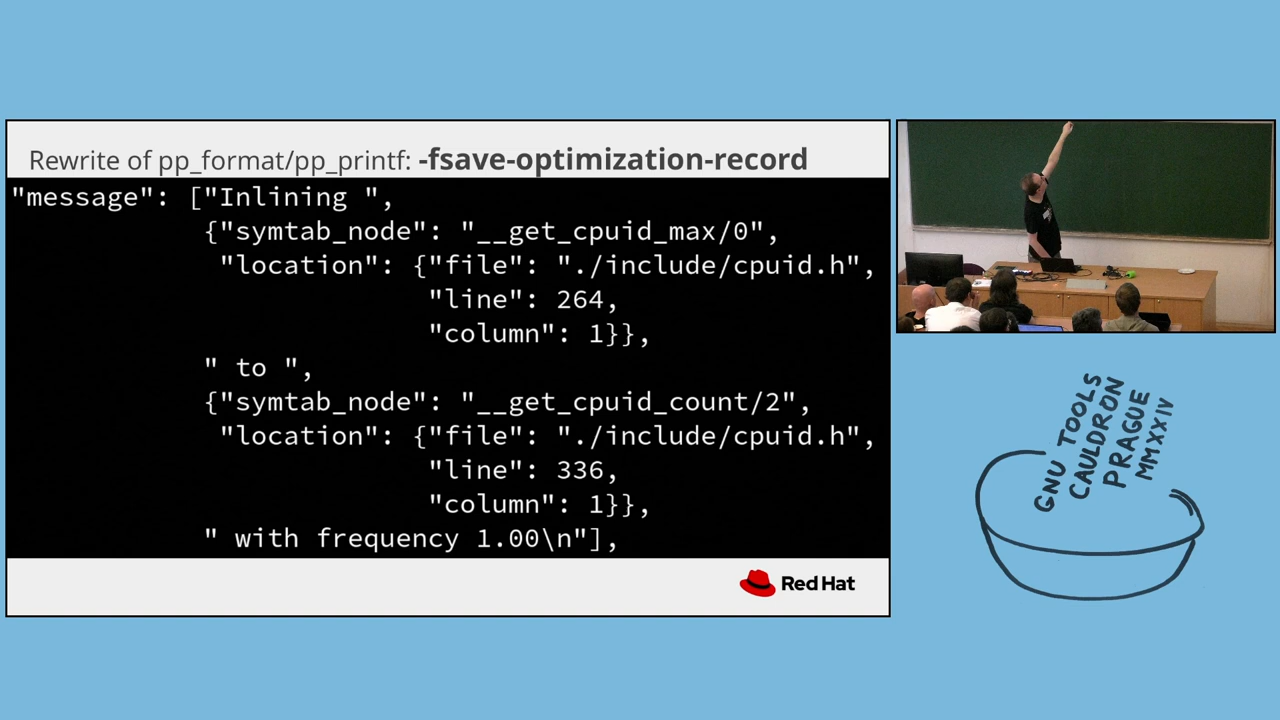 Rewrite of pp_format/pp_printf: -fsave-optimization-record
"message": ["Inlining ",
{"symtab_node": "__get_cpuid_max/0",
"location": {"file": "./include/cpuid.h",
"line": 264,
"column": 1}},
" to ",
{"symtab_node": "__get_cpuid_count/2",
"location": {"file": "./include/cpuid.h",
"line": 336,
"column": 1}},
" with frequency 1.00\n"],
Red Hat
GNU TOOLS
CAULDRON
PRAGUE
MMXXIV